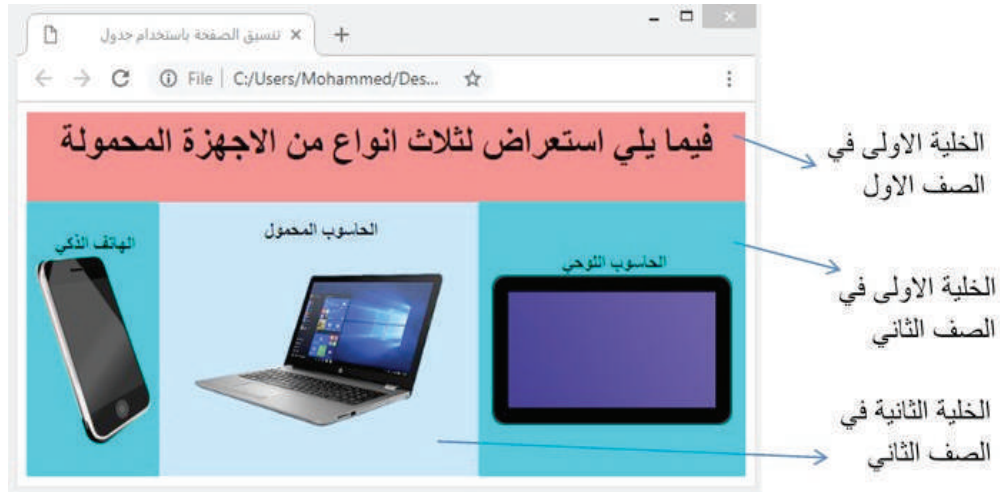 تنسيق الصفحة باستخدام جدول
File | C:/Users/Mohammed/Des...
فيما يلي استعراض لثلاث انواع من الاجهزة المحمولة
الخلية الاولى في
الصف الاول
الحاسوب اللوحي
الحاسوب المحمول
الهاتف الذكي
الخلية الاولى في
الصف الثاني
الخلية الثانية في
الصف الثاني